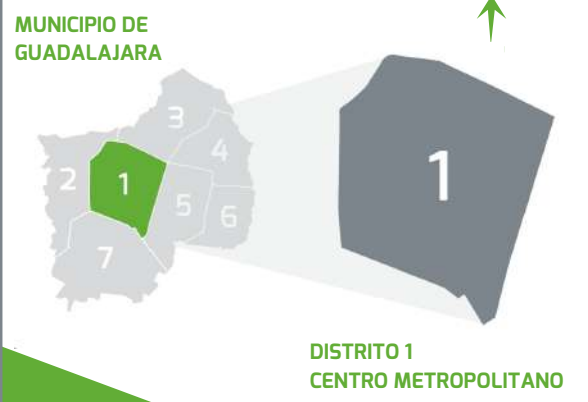 MUNICIPIO DE
GUADALAJARA
3
4
2
1
5
6
7
1
DISTRITO 1
CENTRO METROPOLITANO